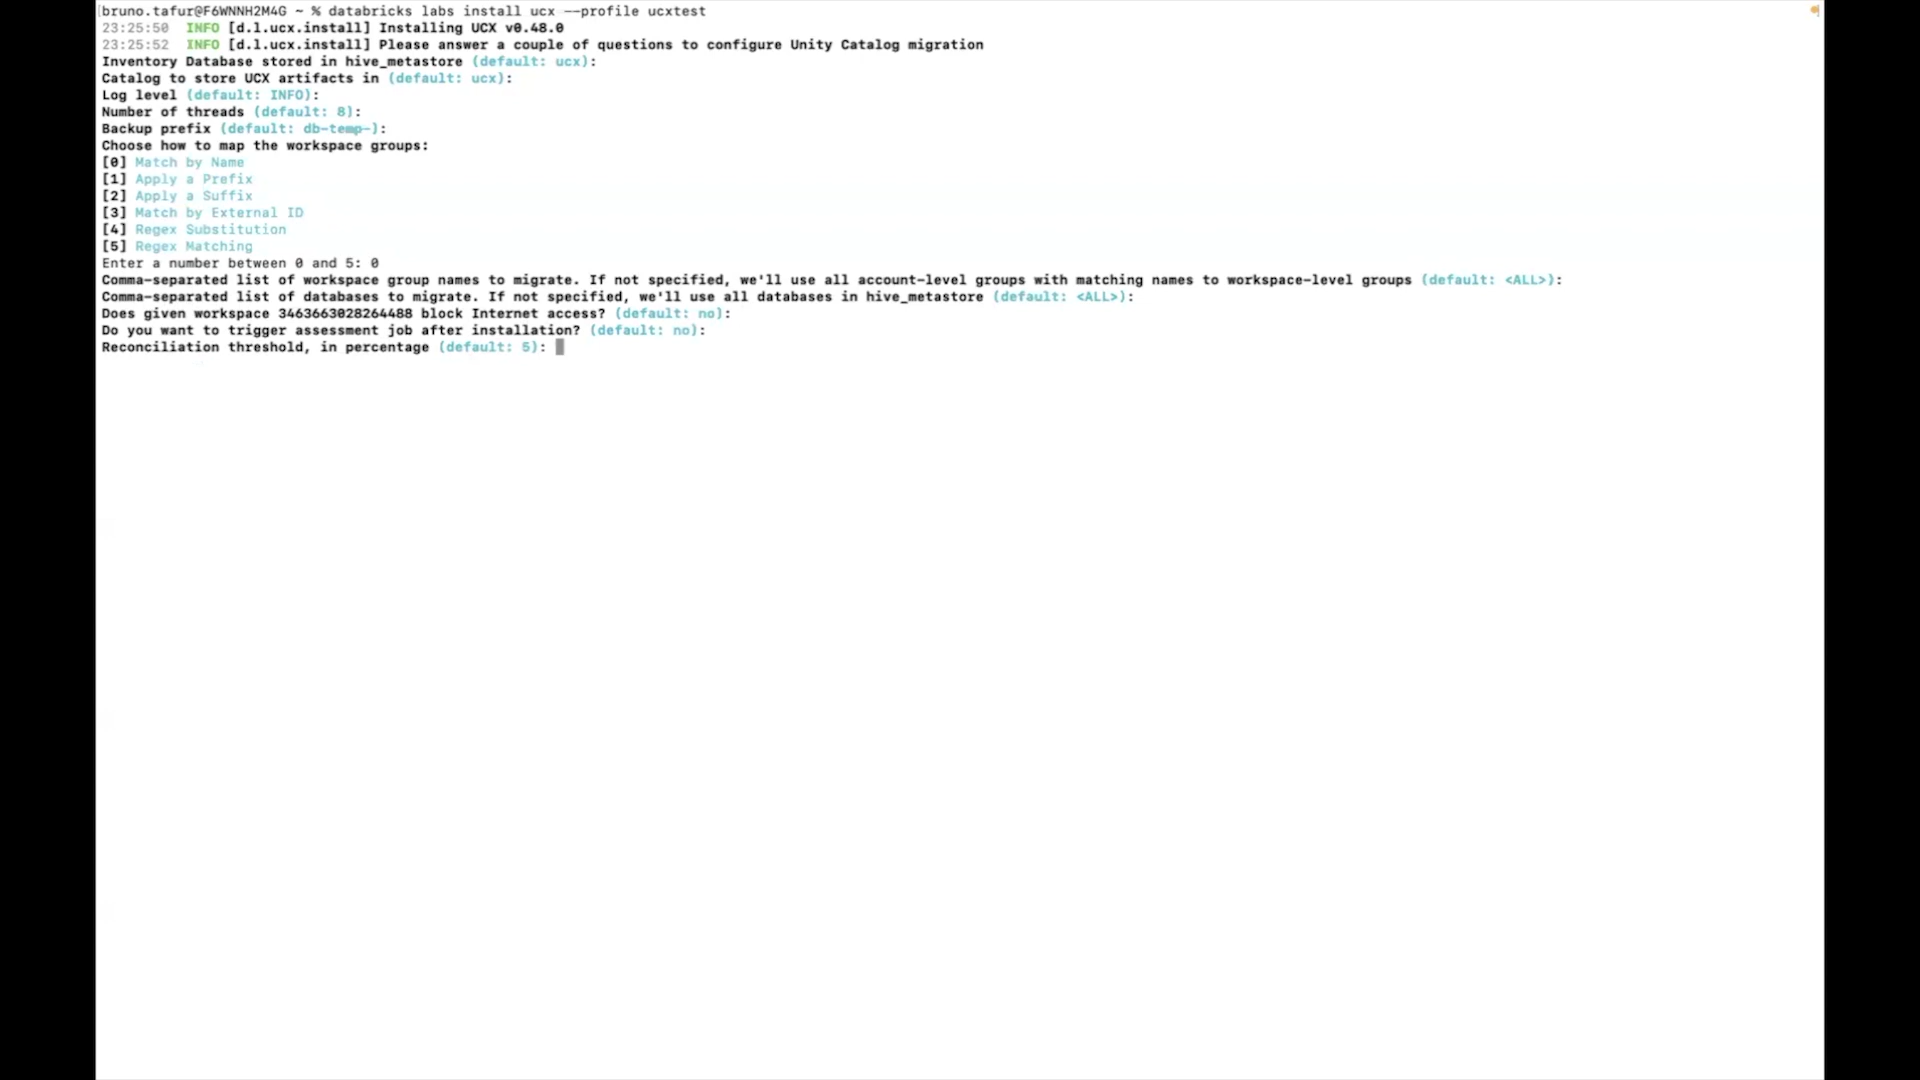 [bruno.tafur@F6WNNH2M4G ~ % databricks labs install ucx --profile ucxtest
23:25:50 INFO [d.l.ucx.install] Installing UCX v0.48.0
23:25:52 INFO [d.l.ucx.install] Please answer a couple of questions to configure Unity Catalog migration
Inventory Database stored in hive_metastore (default: ucx):
Catalog to store UCX artifacts in (default: ucx):
Log level (default: INFO):
Number of threads (default: 8):
Backup prefix (default: db-temp-):
Choose how to map the workspace groups:
[0] Match by Name
[1] Apply a Prefix
[2] Apply a Suffix
[3] Match by External ID
[4] Regex Substitution
[5] Regex Matching
Enter a number between 0 and 5: 0
Comma-separated list of workspace group names to migrate. If not specified, we'll use all account-level groups with matching names to workspace-level groups (default: <ALL>):
Comma-separated list of databases to migrate. If not specified, we'll use all databases in hive_metastore (default: <ALL>):
Does given workspace 3463663028264488 block Internet access? (default: no):
Do you want to trigger assessment job after installation? (default: no):
Reconciliation threshold, in percentage (default: 5):